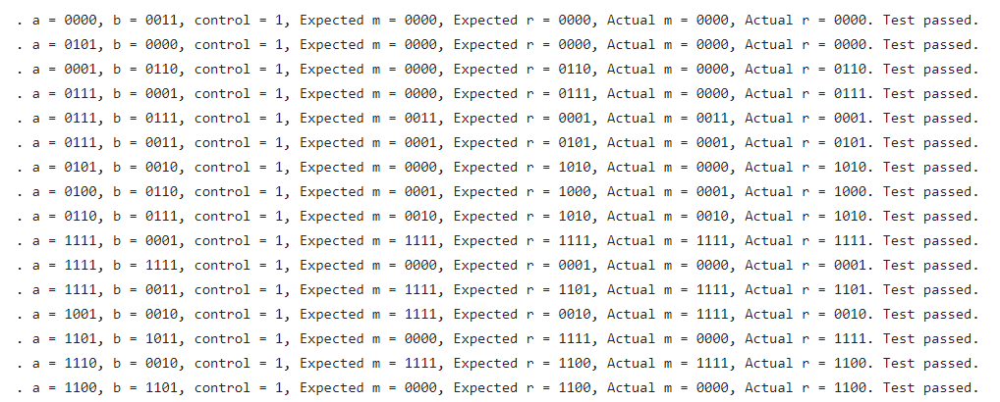 . a = 0000, b = 0011, control = 1, Expected m = 0000, Expected r = 0000, Actual m = 0000, Actual r = 0000. Test passed.
. a = 0101, b = 0000, control = 1, Expected m = 0000, Expected r = 0000, Actual m = 0000, Actual r = 0000. Test passed.
. a = 0001, b = 0110, control = 1, Expected m = 0000, Expected r = 0110, Actual m = 0000, Actual r = 0110. Test passed.
. a = 0111, b = 0001, control = 1, Expected m = 0000, Expected r = 0111, Actual m = 0000, Actual r = 0111. Test passed.
. a = 0111, b = 0111, control = 1, Expected m = 0011, Expected r = 0001, Actual m = 0011, Actual r = 0001. Test passed.
. a = 0111, b = 0011, control = 1, Expected m = 0001, Expected r = 0101, Actual m = 0001, Actual r = 0101. Test passed.
. a = 0101, b = 0010, control = 1, Expected m = 0000, Expected r = 1010, Actual m = 0000, Actual r = 1010. Test passed.
. a = 0100, b = 0110, control = 1, Expected m = 0001, Expected r = 1000, Actual m = 0001, Actual r = 1000. Test passed.
. a = 0110, b = 0111, control = 1, Expected m = 0010, Expected r = 1010, Actual m = 0010, Actual r = 1010. Test passed.
. a = 1111, b = 0001, control = 1, Expected m = 1111, Expected r = 1111, Actual m = 1111, Actual r = 1111. Test passed.
. a = 1111, b = 1111, control = 1, Expected m = 0000, Expected r = 0001, Actual m = 0000, Actual r = 0001. Test passed.
. a = 1111, b = 0011, control = 1, Expected m = 1111, Expected r = 1101, Actual m = 1111, Actual r = 1101. Test passed.
. a = 1001, b = 0010, control = 1, Expected m = 1111, Expected r = 0010, Actual m = 1111, Actual r = 0010. Test passed.
. a = 1101, b = 1011, control = 1, Expected m = 0000, Expected r = 1111, Actual m = 0000, Actual r = 1111. Test passed.
. a = 1110, b = 0010, control = 1, Expected m = 1111, Expected r = 1100, Actual m = 1111, Actual r = 1100. Test passed.
. a = 1100, b = 1101, control = 1, Expected m = 0000, Expected r = 1100, Actual m = 0000, Actual r = 1100. Test passed.